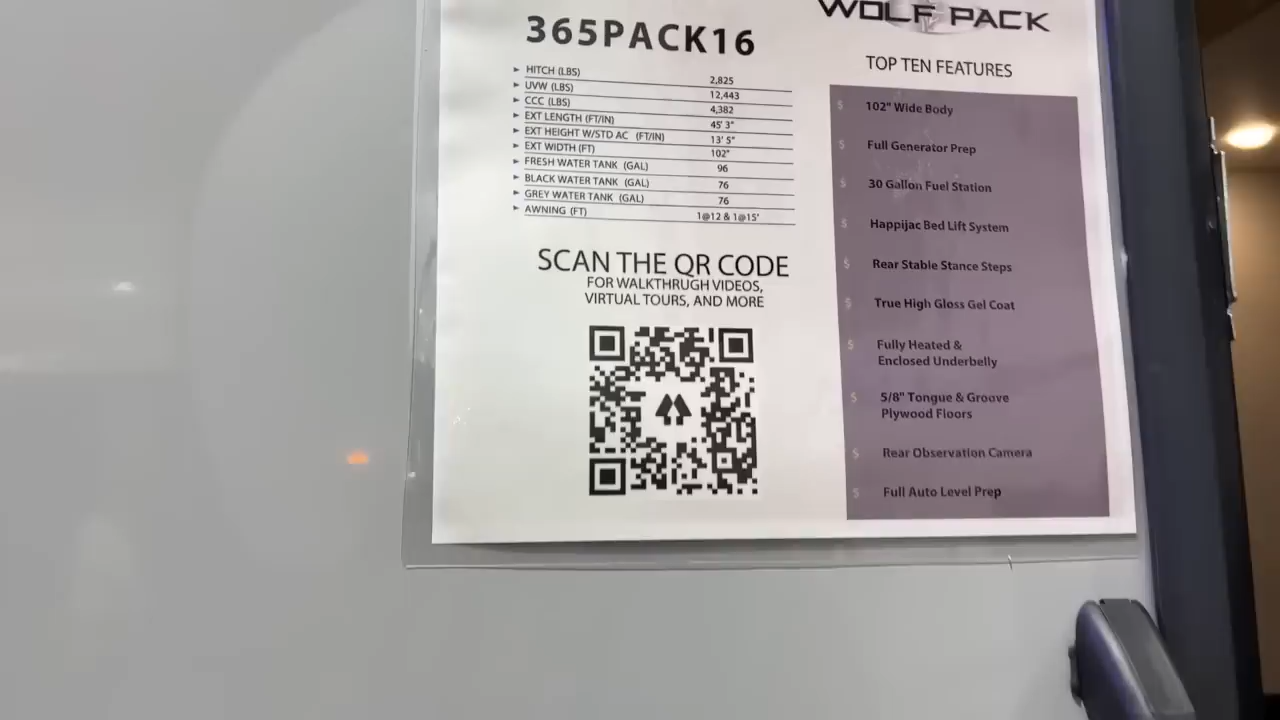 365PACK16
HITCH (LBS) 2,825
UVW (LBS) 12,443
CCC (LBS) 4,382
EXT LENGTH (FT/IN) 45' 3"
EXT HEIGHT W/STD AC (FT/IN) 13' 5"
EXT WIDTH (FT) 102"
FRESH WATER TANK (GAL) 96
BLACK WATER TANK (GAL) 76
GREY WATER TANK (GAL) 76
AWNING (FT) 1@12 & 1@15'
SCAN THE QR CODE
FOR WALKTHRUGH VIDEOS,
VIRTUAL TOURS, AND MORE
WOLF PACK
TOP TEN FEATURES
$ 102" Wide Body
$ Full Generator Prep
$ 30 Gallon Fuel Station
$ Happijac Bed Lift System
$ Rear Stable Stance Steps
$ True High Gloss Gel Coat
$ Fully Heated &
Enclosed Underbelly
$ 5/8" Tongue & Groove
Plywood Floors
$ Rear Observation Camera
$ Full Auto Level Prep